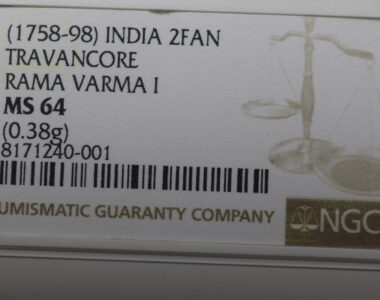 (1758-98) INDIA 2FAN
TRAVANCORE
RAMA VARMA I
MS 64
(0.38g)
8171240-001
UMISMATIC GUARANTY COMPANY
NGC